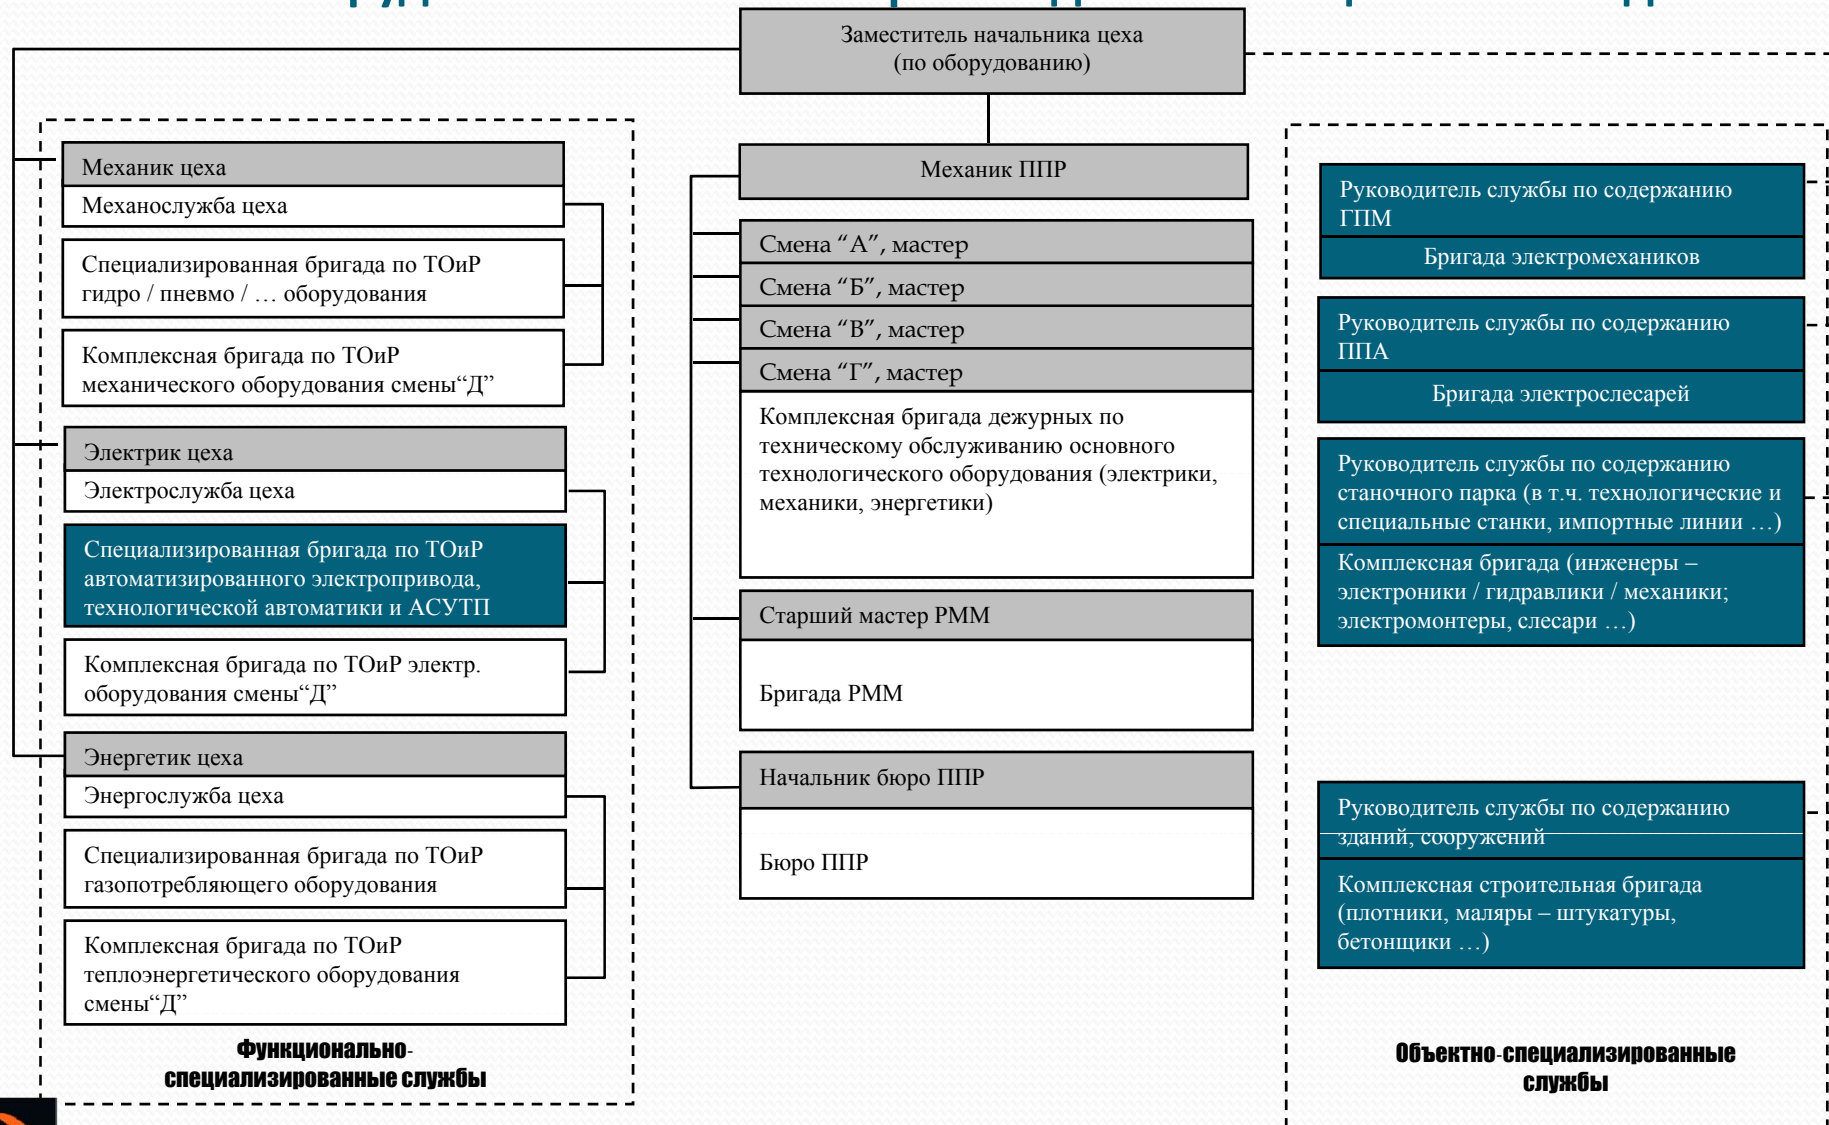 Заместитель начальника цеха
(по оборудованию)
Механик цеха
Механослужба цеха
Специализированная бригада по ТОиР
гидро / пневмо / … оборудования
Комплексная бригада по ТОиР
механического оборудования смены“Д”
Электрик цеха
Электрослужба цеха
Специализированная бригада по ТОиР
автоматизированного электропривода,
технологической автоматики и АСУТП
Комплексная бригада по ТОиР электр.
оборудования смены“Д”
Энергетик цеха
Энергослужба цеха
Специализированная бригада по ТОиР
газопотребляющего оборудования
Комплексная бригада по ТОиР
теплоэнергетического оборудования
смены“Д”
Функционально-
специализированные службы
Механик ППР
Смена “А”, мастер
Смена “Б”, мастер
Смена “В”, мастер
Смена “Г”, мастер
Комплексная бригада дежурных по
техническому обслуживанию основного
технологического оборудования (электрики,
механики, энергетики)
Старший мастер РММ
Бригада РММ
Начальник бюро ППР
Бюро ППР
Руководитель службы по содержанию
ГПМ
Бригада электромехаников
Руководитель службы по содержанию
ППА
Бригада электрослесарей
Руководитель службы по содержанию
станочного парка (в т.ч. технологические и
специальные станки, импортные линии …)
Комплексная бригада (инженеры –
электроники / гидравлики / механики;
электромонтеры, слесари …)
Руководитель службы по содержанию
зданий, сооружений
Комплексная строительная бригада
(плотники, маляры – штукатуры,
бетонщики …)
Объектно-специализированные
службы